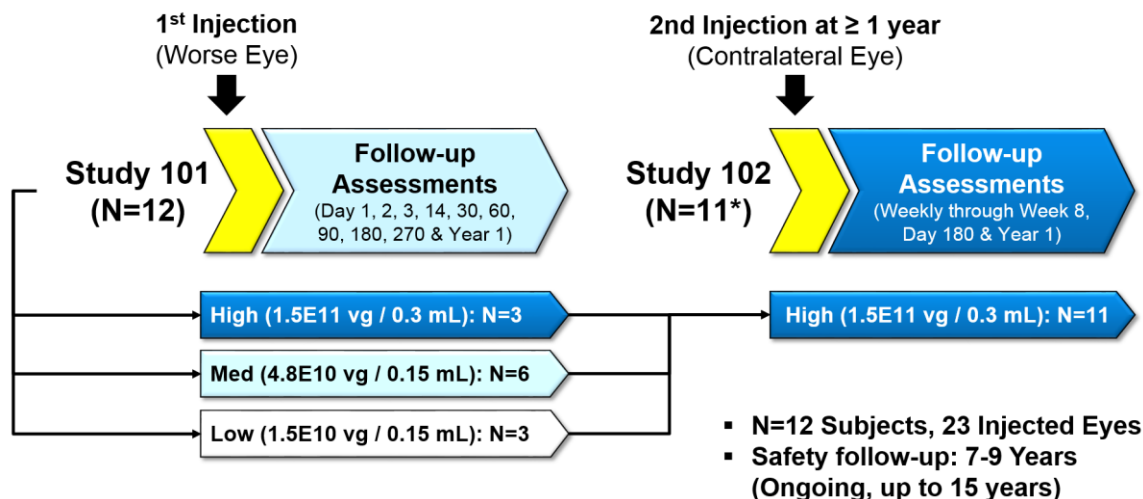 1st Injection
(Worse Eye)
2nd Injection at ≥ 1 year
(Contralateral Eye)
Study 101
(N=12)
Follow-up
Assessments
(Day 1, 2, 3, 14, 30, 60,
90, 180, 270 & Year 1)
Study 102
(N=11*)
Follow-up
Assessments
(Weekly through Week 8,
Day 180 & Year 1)
High (1.5E11 vg / 0.3 mL): N=3
High (1.5E11 vg / 0.3 mL): N=11
Med (4.8E10 vg / 0.15 mL): N=6
Low (1.5E10 vg / 0.15 mL): N=3
▪ N=12 Subjects, 23 Injected Eyes
▪ Safety follow-up: 7-9 Years
(Ongoing, up to 15 years)